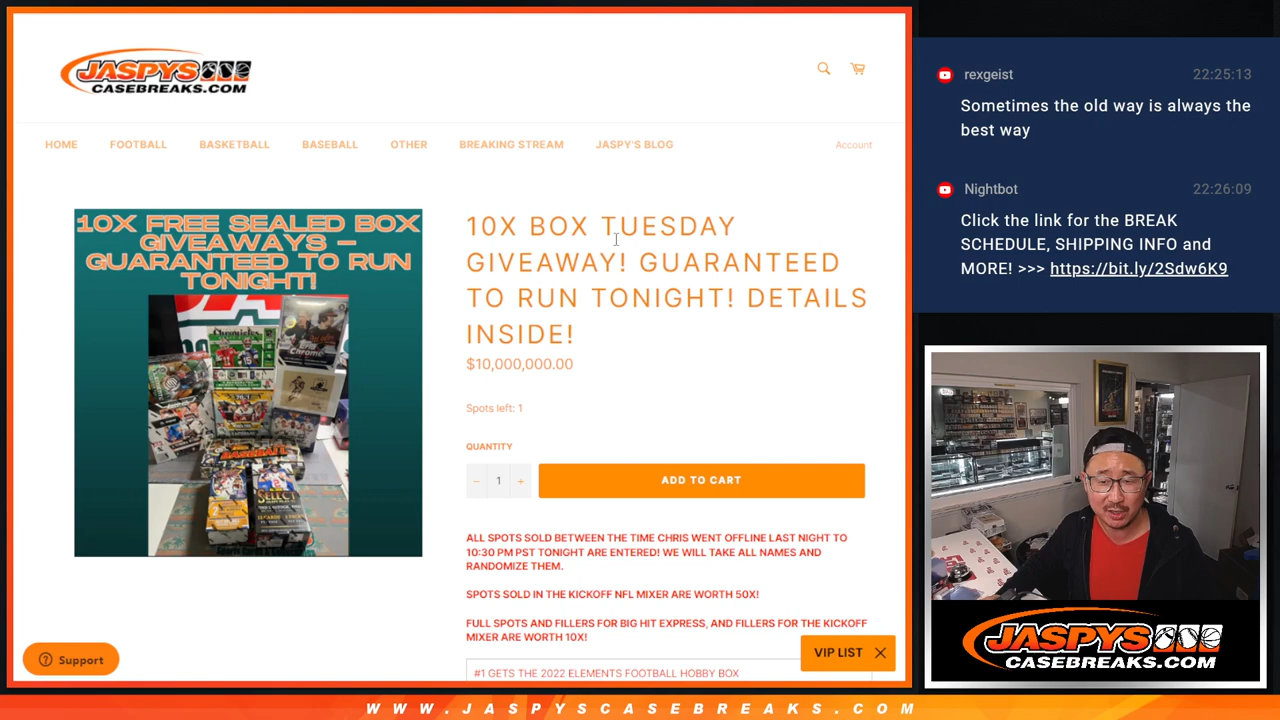 JASPYS
CASEBREAKS.COM
HOME FOOTBALL BASKETBALL BASEBALL OTHER BREAKING STREAM JASPY'S BLOG Account
10X FREE SEALED BOX
GIVEAWAYS –
GUARANTEED TO RUN
TONIGHT!
Chronicles
Chrome
BASEBALL
SELECT
10X BOX TUESDAY
GIVEAWAY! GUARANTEED
TO RUN TONIGHT! DETAILS
INSIDE!
$10,000,000.00
Spots left: 1
QUANTITY
− 1 +
ADD TO CART
ALL SPOTS SOLD BETWEEN THE TIME CHRIS WENT OFFLINE LAST NIGHT TO
10:30 PM PST TONIGHT ARE ENTERED! WE WILL TAKE ALL NAMES AND
RANDOMIZE THEM.
SPOTS SOLD IN THE KICKOFF NFL MIXER ARE WORTH 50X!
FULL SPOTS AND FILLERS FOR BIG HIT EXPRESS, AND FILLERS FOR THE KICKOFF
MIXER ARE WORTH 10X!
#1 GETS THE 2022 ELEMENTS FOOTBALL HOBBY BOX
Support
VIP LIST
rexgeist 22:25:13
Sometimes the old way is always the
best way
Nightbot 22:26:09
Click the link for the BREAK
SCHEDULE, SHIPPING INFO and
MORE! >>> https://bit.ly/2Sdw6K9
JASPYS
CASEBREAKS.COM
WWW.JASPYSCASEBREAKS.COM